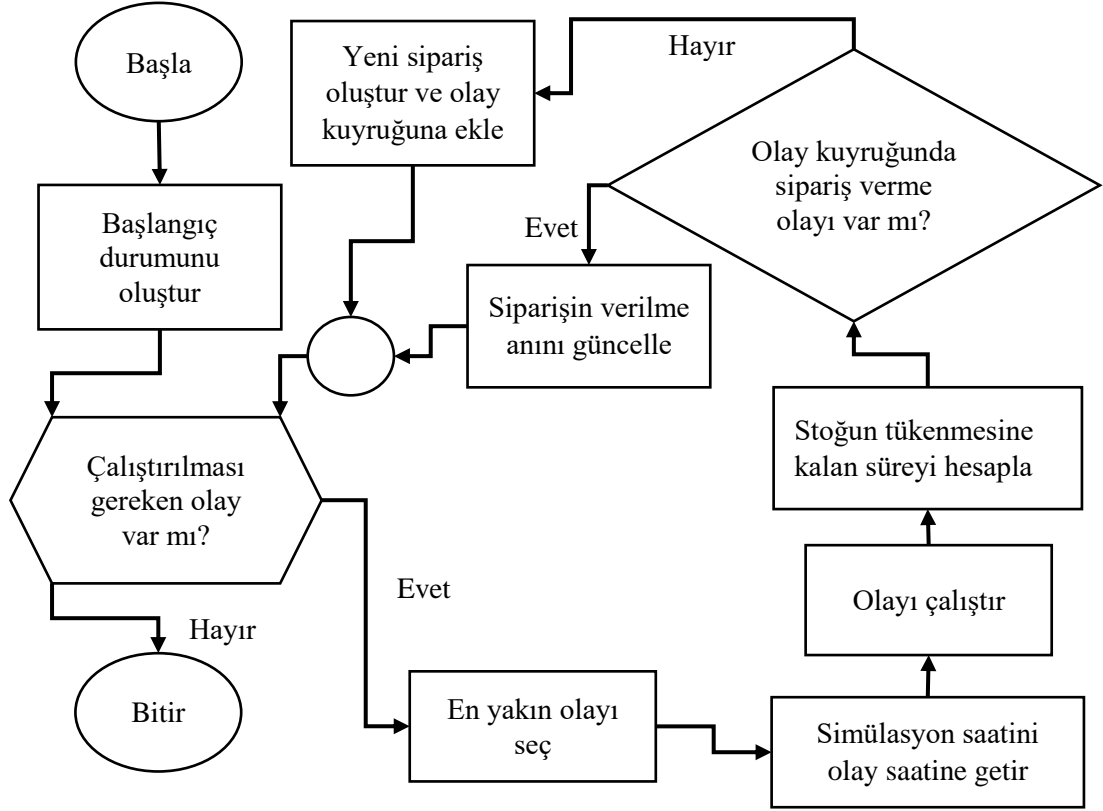 Başla
Başlangıç
durumunu
oluştur
Çalıştırılması
gereken olay
var mı?
Hayır
Bitir
Evet
En yakın olayı
seç
Simülasyon saatini
olay saatine getir
Olayı çalıştır
Stoğun tükenmesine
kalan süreyi hesapla
Olay kuyruğunda
sipariş verme
olayı var mı?
Hayır
Yeni sipariş
oluştur ve olay
kuyruğuna ekle
Evet
Siparişin verilme
anını güncelle